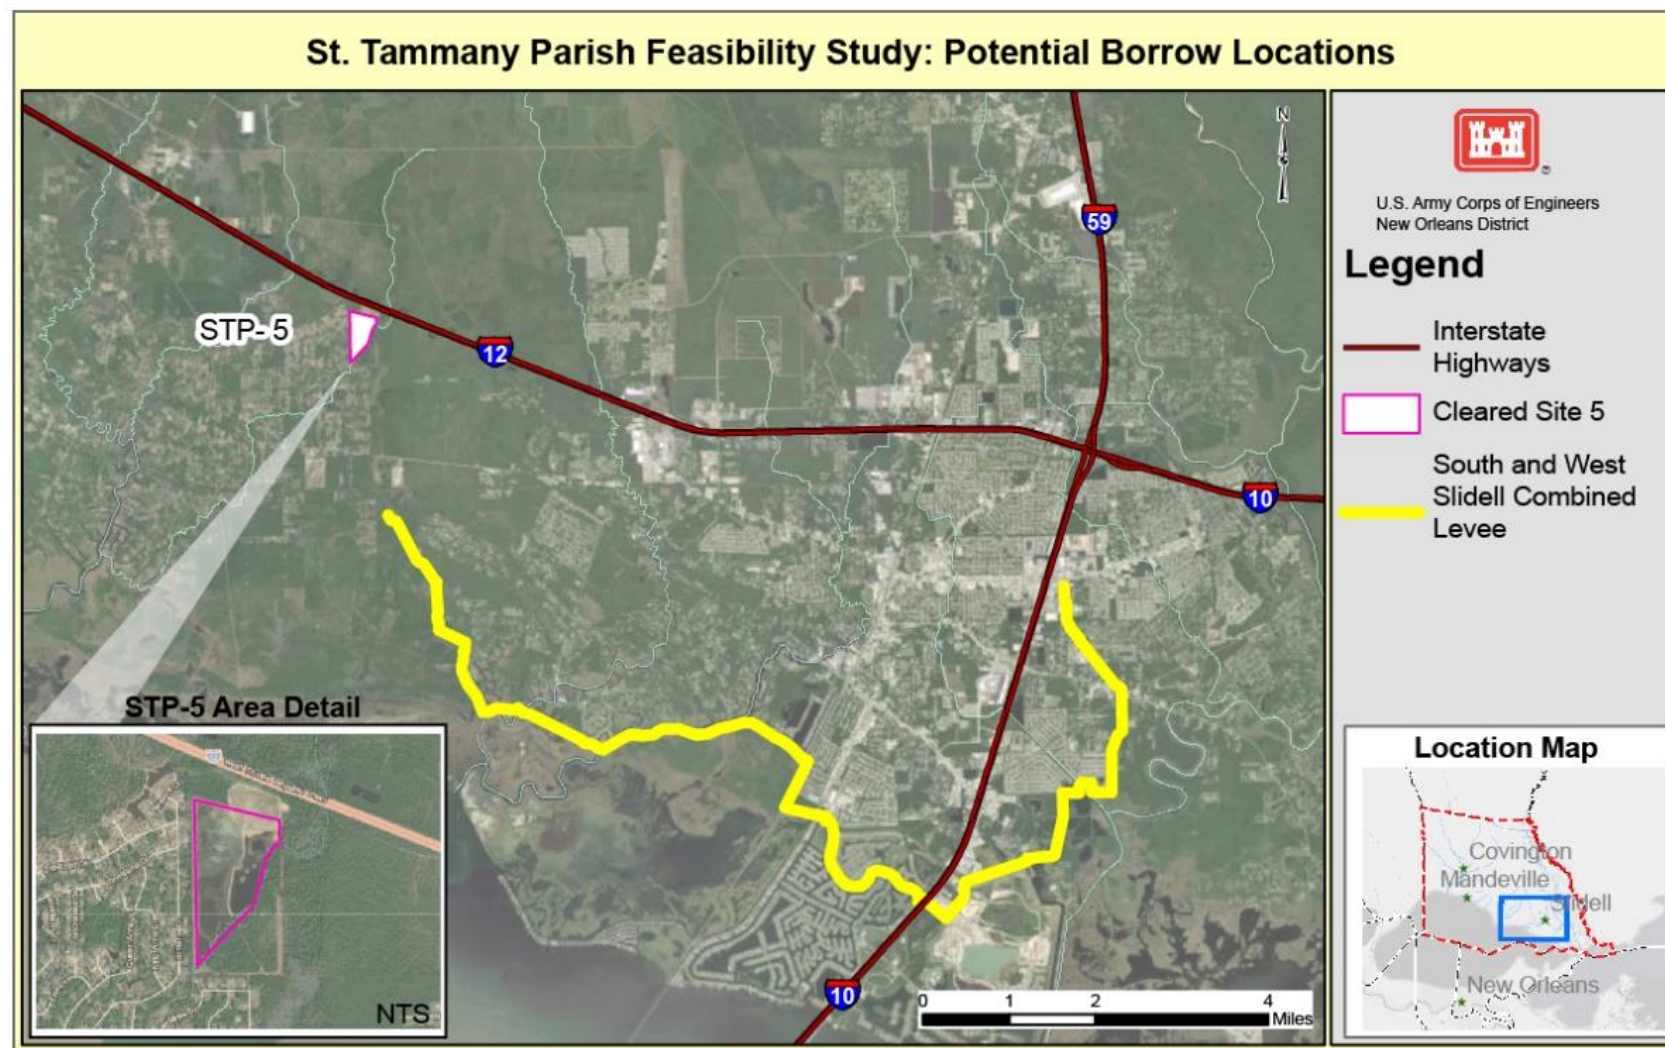 St. Tammany Parish Feasibility Study: Potential Borrow Locations
N
59
STP- 5
12
10
10
STP-5 Area Detail
NTS
0 1 2 4
Miles
®
U.S. Army Corps of Engineers
New Orleans District
Legend
Interstate
Highways
Cleared Site 5
South and West
Slidell Combined
Levee
Location Map
Covington
Mandeville
Slidell
New Orleans